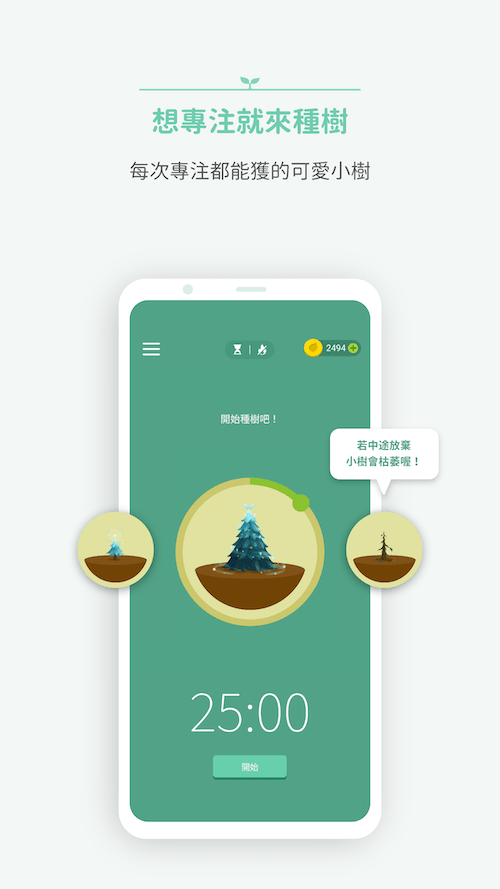 想專注就來種樹
每次專注都能獲的可愛小樹
2494
開始種樹吧！
若中途放棄
小樹會枯萎喔！
25:00
開始